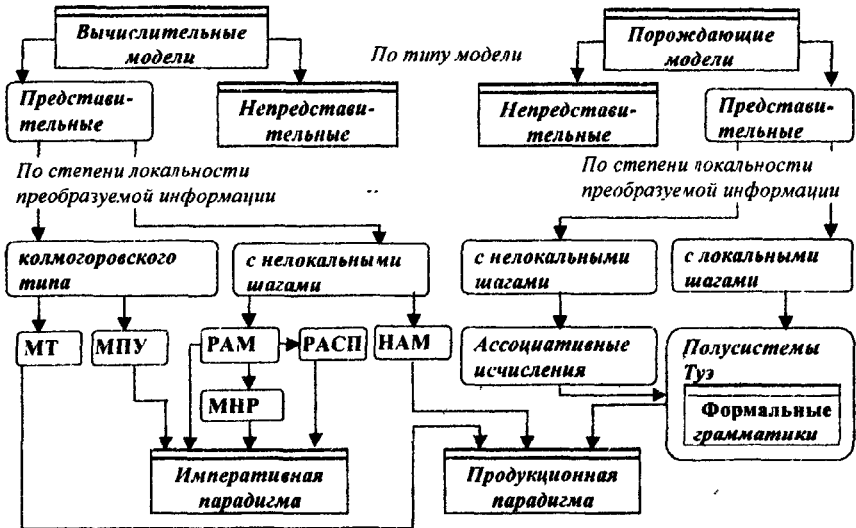 Вычислительные
модели
По типу модели
Порождающие
модели
Представи-
тельные
Непредстави-
тельные
Непредстави-
тельные
Представи-
тельные
По степени локальности
преобразуемой информации
По степени локальности
преобразуемой информации
колмогоровского
типа
с нелокальными
шагами
с нелокальными
шагами
с локальными
шагами
МТ
МПУ
РАМ
РАСП
НАМ
Ассоциативные
исчисления
Полусистемы
Туэ
МНР
Формальные
грамматики
Императивная
парадигма
Продукционная
парадигма